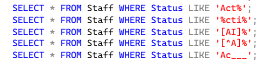 SELECT * FROM Staff WHERE Status LIKE 'Act%';
SELECT * FROM Staff WHERE Status LIKE '%cti%';
SELECT * FROM Staff WHERE Status LIKE '[AI]%';
SELECT * FROM Staff WHERE Status LIKE '[^A]%';
SELECT * FROM Staff WHERE Status LIKE 'Ac___';